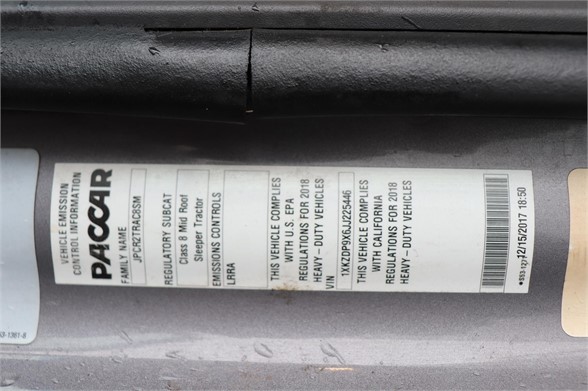 VEHICLE EMISSION
CONTROL INFORMATION
PACCAR
FAMILY NAME
JPCR2TRAC8SM
REGULATORY SUBCAT
Class 8 Mid Roof
Sleeper Tractor
EMISSIONS CONTROLS
LRRA
THIS VEHICLE COMPLIES
WITH U.S. EPA
REGULATIONS FOR 2018
HEAVY-DUTY VEHICLES
VIN
1XKZDP9X6JJ225446
THIS VEHICLE COMPLIES
WITH CALIFORNIA
REGULATIONS FOR 2018
HEAVY-DUTY VEHICLES
12/15/2017 18:50